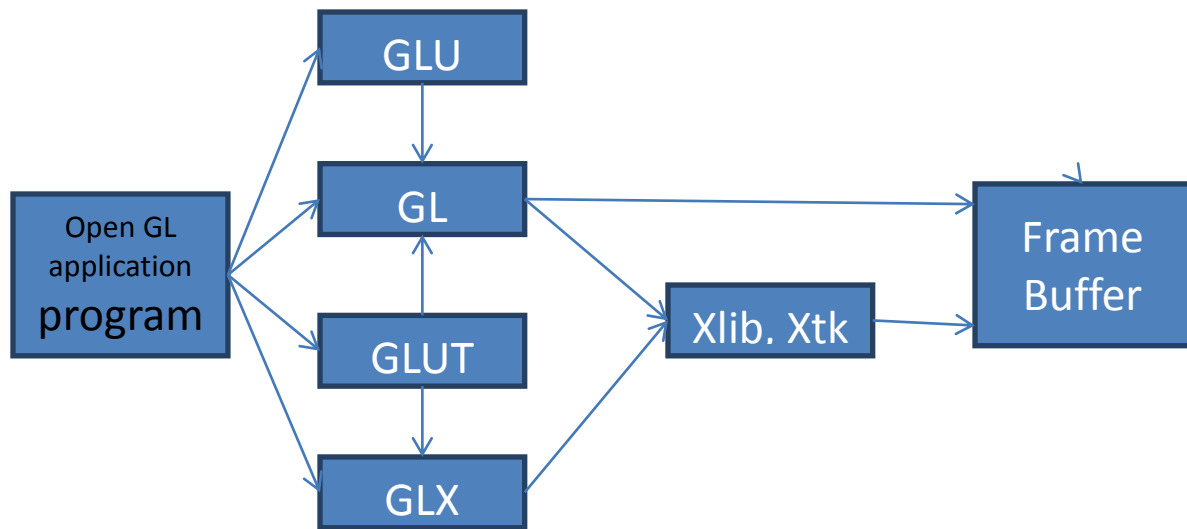 GLU
GL
Open GL
application
program
GLUT
GLX
Xlib. Xtk
Frame
Buffer